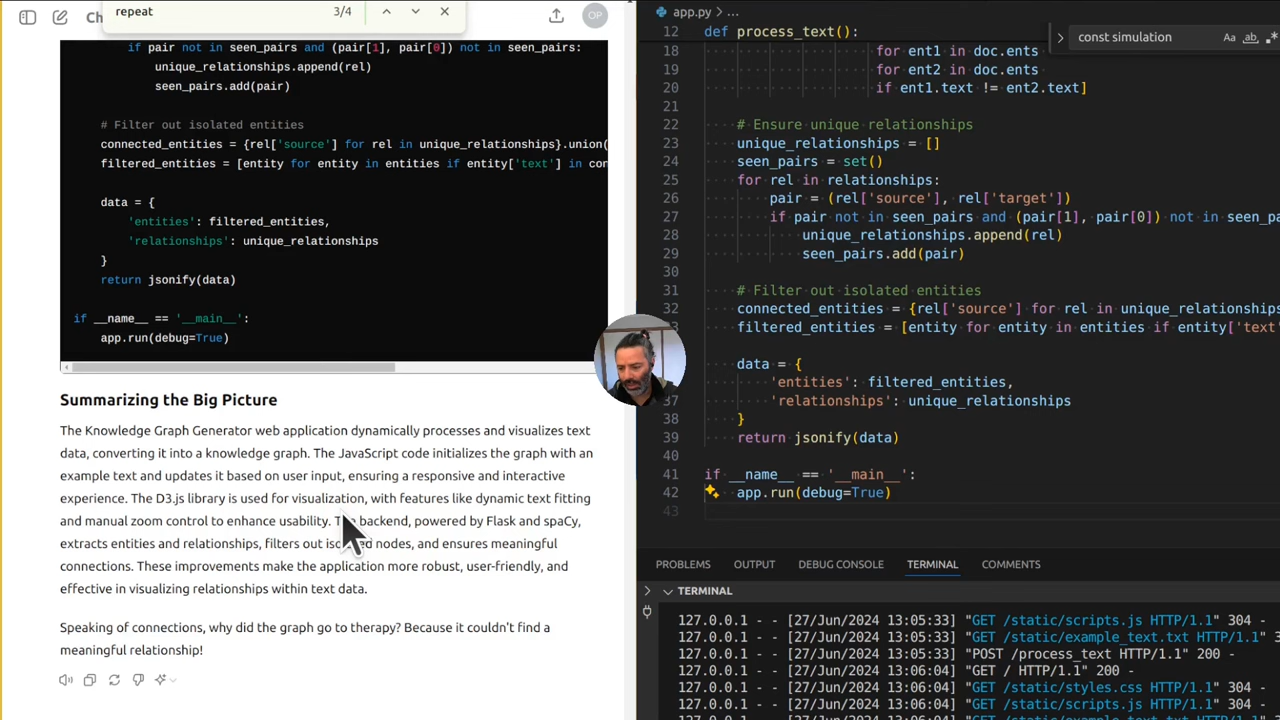 repeat
3/4
Ch
OP
if pair not in seen_pairs and (pair[1], pair[0]) not in seen_pairs:
unique_relationships.append(rel)
seen_pairs.add(pair)
# Filter out isolated entities
connected_entities = {rel['source'] for rel in unique_relationships}.union(
filtered_entities = [entity for entity in entities if entity['text'] in con
data = {
'entities': filtered_entities,
'relationships': unique_relationships
}
return jsonify(data)
if __name__ == '__main__':
app.run(debug=True)
Summarizing the Big Picture
The Knowledge Graph Generator web application dynamically processes and visualizes text
data, converting it into a knowledge graph. The JavaScript code initializes the graph with an
example text and updates it based on user input, ensuring a responsive and interactive
experience. The D3.js library is used for visualization, with features like dynamic text fitting
and manual zoom control to enhance usability. The backend, powered by Flask and spaCy,
extracts entities and relationships, filters out isolated nodes, and ensures meaningful
connections. These improvements make the application more robust, user-friendly, and
effective in visualizing relationships within text data.
Speaking of connections, why did the graph go to therapy? Because it couldn't find a
meaningful relationship!
app.py > ...
const simulation
Aa ab
12 def process_text():
18 for ent1 in doc.ents
19 for ent2 in doc.ents
20 if ent1.text != ent2.text]
21
22 # Ensure unique relationships
23 unique_relationships = []
24 seen_pairs = set()
25 for rel in relationships:
26 pair = (rel['source'], rel['target'])
27 if pair not in seen_pairs and (pair[1], pair[0]) not in seen_pa
28 unique_relationships.append(rel)
29 seen_pairs.add(pair)
30
31 # Filter out isolated entities
32 connected_entities = {rel['source'] for rel in unique_relations
filtered_entities = [entity for entity in entities if entity['text'
data = {
'entities': filtered_entities,
37 'relationships': unique_relationships
38 }
39 return jsonify(data)
40
41 if __name__ == '__main__':
42 app.run(debug=True)
43
PROBLEMS OUTPUT DEBUG CONSOLE TERMINAL COMMENTS
TERMINAL
127.0.0.1 - - [27/Jun/2024 13:05:33] "GET /static/scripts.js HTTP/1.1" 304 -
127.0.0.1 - - [27/Jun/2024 13:05:33] "GET /static/example_text.txt HTTP/1.1" 3
127.0.0.1 - - [27/Jun/2024 13:05:33] "POST /process_text HTTP/1.1" 200 -
127.0.0.1 - - [27/Jun/2024 13:06:04] "GET / HTTP/1.1" 200 -
127.0.0.1 - - [27/Jun/2024 13:06:04] "GET /static/styles.css HTTP/1.1" 304 -
127.0.0.1 - - [27/Jun/2024 13:06:04] "GET /static/scripts.js HTTP/1.1" 304 -